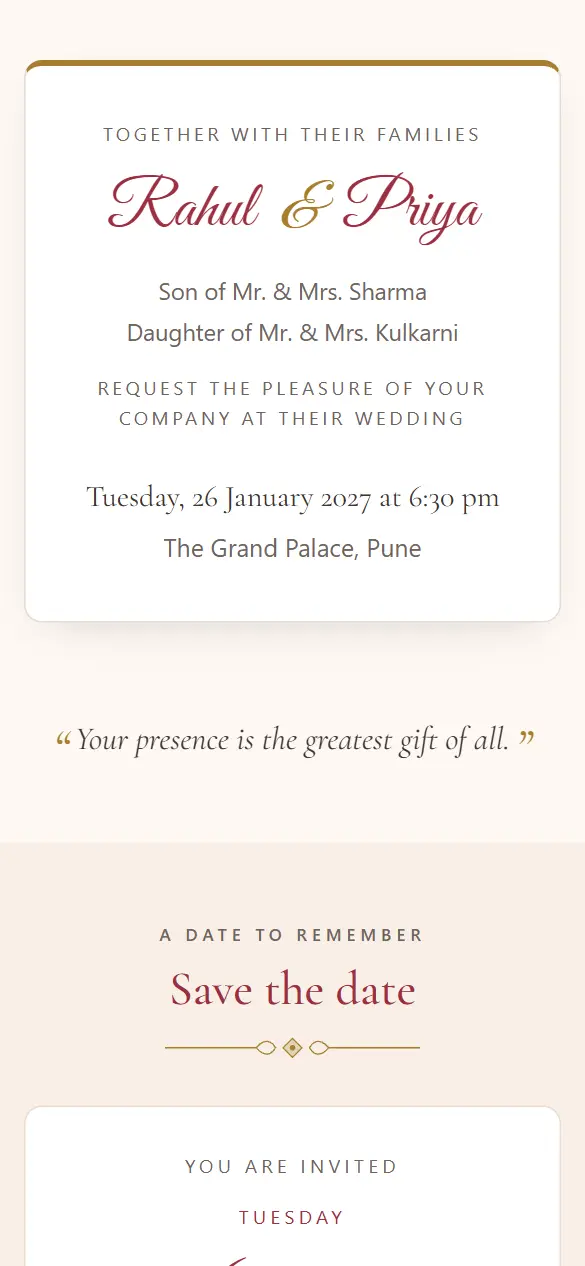 TOGETHER WITH THEIR FAMILIES
Rahul & Priya
Son of Mr. & Mrs. Sharma
Daughter of Mr. & Mrs. Kulkarni
REQUEST THE PLEASURE OF YOUR
COMPANY AT THEIR WEDDING
Tuesday, 26 January 2027 at 6:30 pm
The Grand Palace, Pune
“Your presence is the greatest gift of all. ”
A DATE TO REMEMBER
Save the date
YOU ARE INVITED
TUESDAY